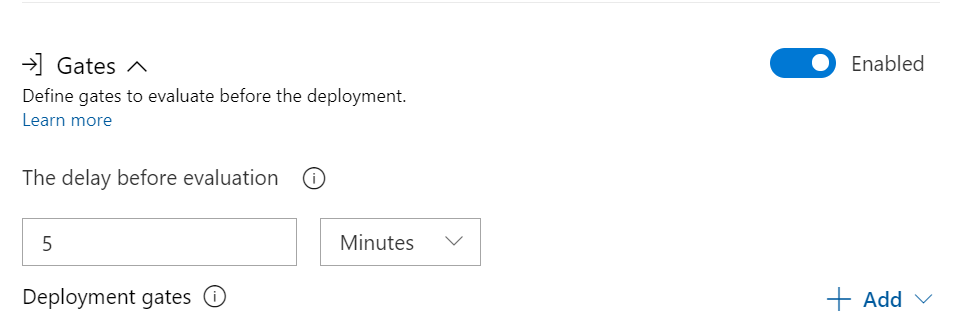 Gates
Enabled
Define gates to evaluate before the deployment.
Learn more
The delay before evaluation
5
Minutes
Deployment gates
Add